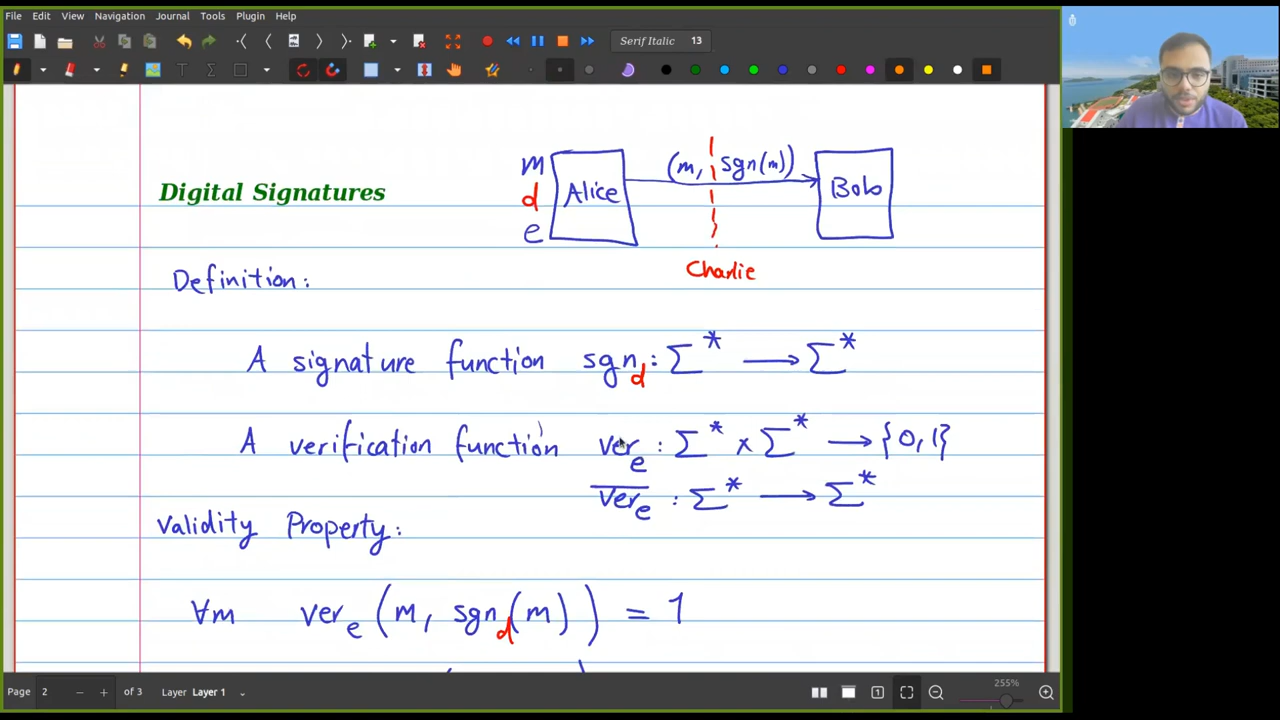 File Edit View Navigation Journal Tools Plugin Help
Serif Italic 13
m
d
e
Alice
(m, sgn(m))
Bob
Digital Signatures
Charlie
Definition:
A signature function sgn_d : Σ* → Σ*
A verification function ver_e : Σ* × Σ* → {0, 1}
ver̅_e : Σ* → Σ*
Validity Property:
∀m ver_e (m, sgn_d(m)) = 1
Page 2 of 3 Layer Layer 1 255%